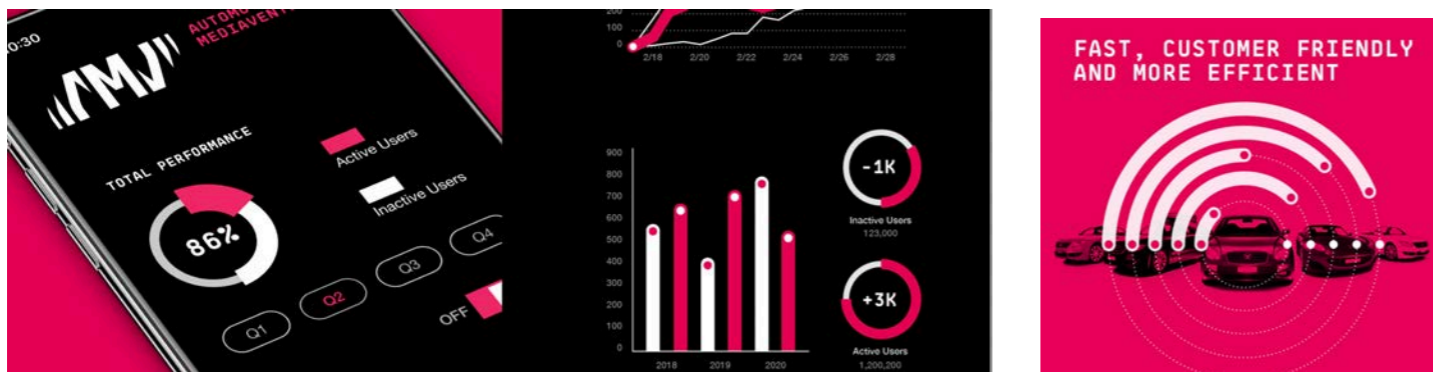 AUTOMO
MEDIAVENT
TOTAL PERFORMANCE
86%
Active Users
Inactive Users
Q1
Q2
Q3
Q4
OFF
200
100
0
2/18
2/20
2/22
2/24
2/26
2/28
900
800
700
600
500
400
300
200
100
0
2018
2019
2020
-1K
Inactive Users
123,000
+3K
Active Users
1,200,200
FAST, CUSTOMER FRIENDLY
AND MORE EFFICIENT